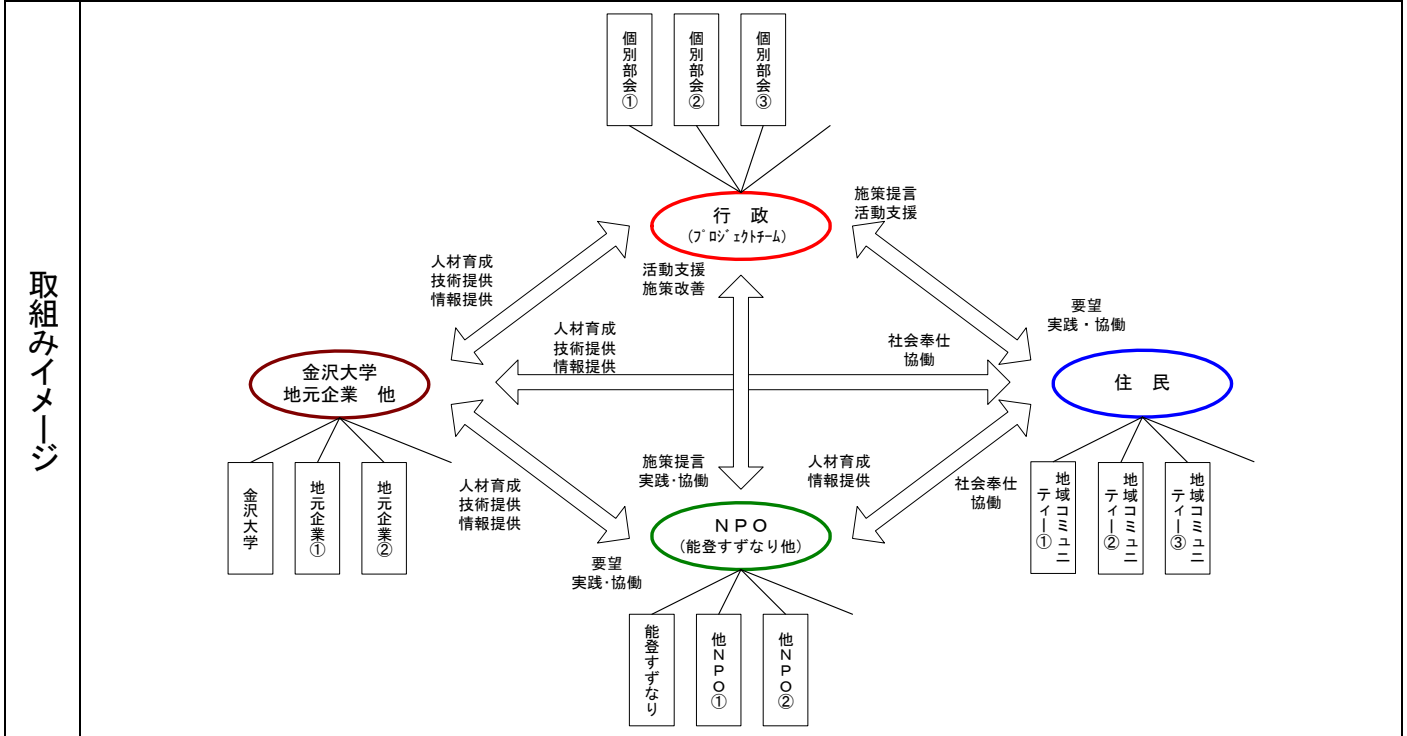 取組みイメージ
個別部会①
個別部会②
個別部会③
行　政
(ﾌﾟﾛｼﾞｪｸﾄﾁｰﾑ)
施策提言
活動支援
人材育成
技術提供
情報提供
活動支援
施策改善
要望
実践・協働
人材育成
技術提供
情報提供
社会奉仕
協働
金沢大学
地元企業　他
住　民
金沢大学
地元企業①
地元企業②
人材育成
技術提供
情報提供
施策提言
実践･協働
人材育成
情報提供
社会奉仕
協働
地域コミュニ
ティー①
地域コミュニ
ティー②
地域コミュニ
ティー③
ＮＰＯ
(能登すずなり他)
要望
実践･協働
能登すずなり
他ＮＰＯ①
他ＮＰＯ②